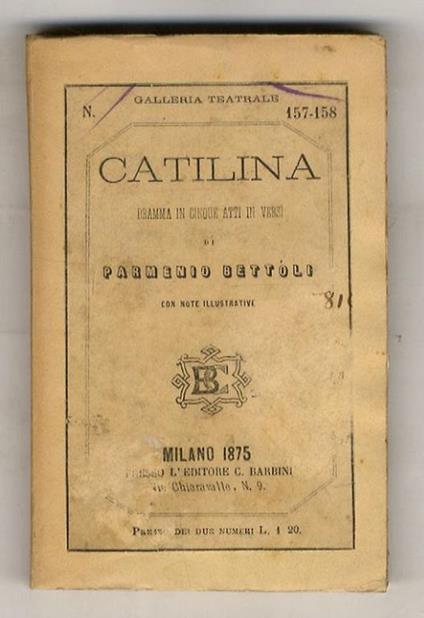 GALLERIA TEATRALE
N. 157-158
CATILINA
DRAMMA IN CINQUE ATTI IN VERSI
DI
PARMENIO BETTÓLI
CON NOTE ILLUSTRATIVE
81
MILANO 1875
PRESSO L'EDITORE C. BARBINI
Via Chiaravalle, N. 9.
PREZZO DEI DUE NUMERI L. 1 20.